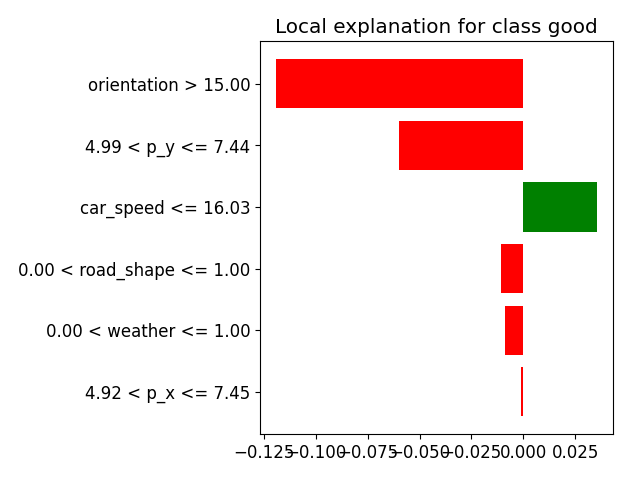 Local explanation for class good
orientation > 15.00
4.99 < p_y <= 7.44
car_speed <= 16.03
0.00 < road_shape <= 1.00
0.00 < weather <= 1.00
4.92 < p_x <= 7.45
−0.125 −0.100 −0.075 −0.050 −0.025 0.000 0.025